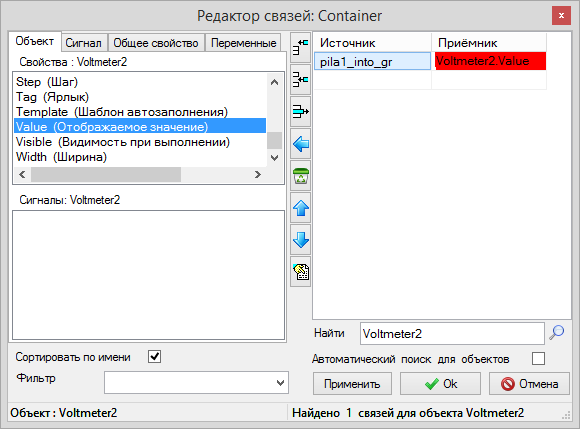 Редактор связей: Container
Объект Сигнал Общее свойство Переменные
Свойства : Voltmeter2
Step (Шаг)
Tag (Ярлык)
Template (Шаблон автозаполнения)
Value (Отображаемое значение)
Visible (Видимость при выполнении)
Width (Ширина)
Сигналы: Voltmeter2
Сортировать по имени
Фильтр
Источник Приёмник
pila1_into_gr Voltmeter2.Value
Найти Voltmeter2
Автоматический поиск для объектов
Применить Ok Отмена
Объект : Voltmeter2 Найдено 1 связей для объекта Voltmeter2